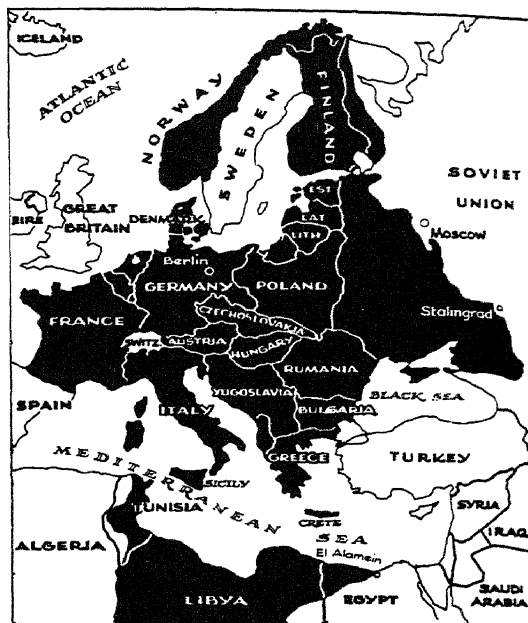 ICELAND
ATLANTIC
OCEAN
NORWAY
SWEDEN
FINLAND
SOVIET
UNION
EST.
LAT.
LITH.
Moscow
EIRE
GREAT
BRITAIN
DENMARK
Berlin
GERMANY
POLAND
Stalingrad
CZECHOSLOVAKIA
FRANCE
SWITZ.
AUSTRIA
HUNGARY
RUMANIA
SPAIN
ITALY
YUGOSLAVIA
BULGARIA
BLACK SEA
GREECE
TURKEY
MEDITERRANEAN
SEA
SICILY
TUNISIA
CRETE
SYRIA
IRAQ
ALGERIA
El Alamein
LIBYA
EGYPT
SAUDI
ARABIA